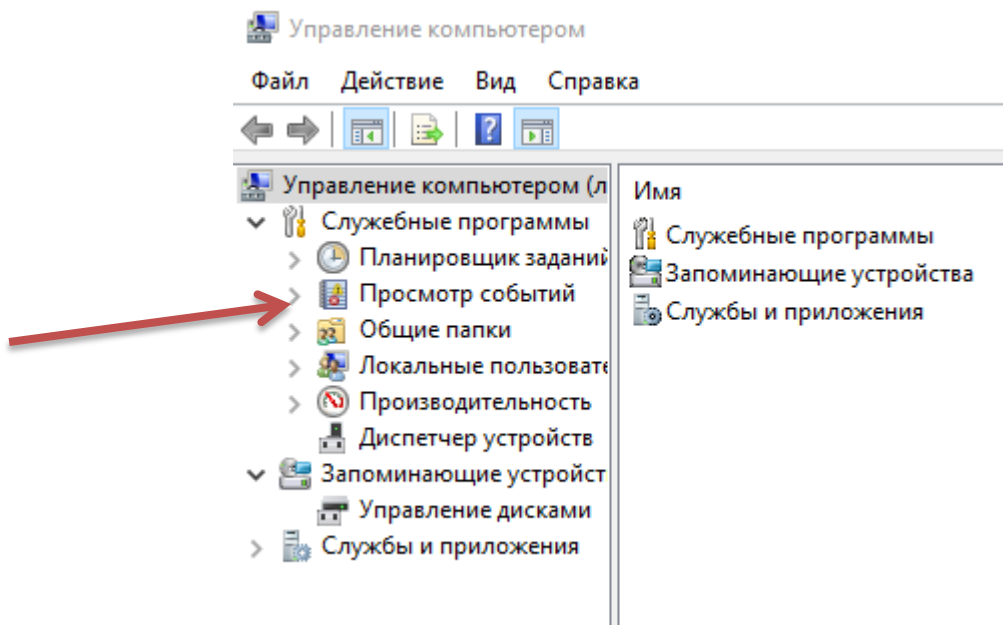 Управление компьютером
Файл Действие Вид Справка
Управление компьютером (л
Служебные программы
Планировщик заданий
Просмотр событий
Общие папки
Локальные пользовате
Производительность
Диспетчер устройств
Запоминающие устройст
Управление дисками
Службы и приложения
Имя
Служебные программы
Запоминающие устройства
Службы и приложения